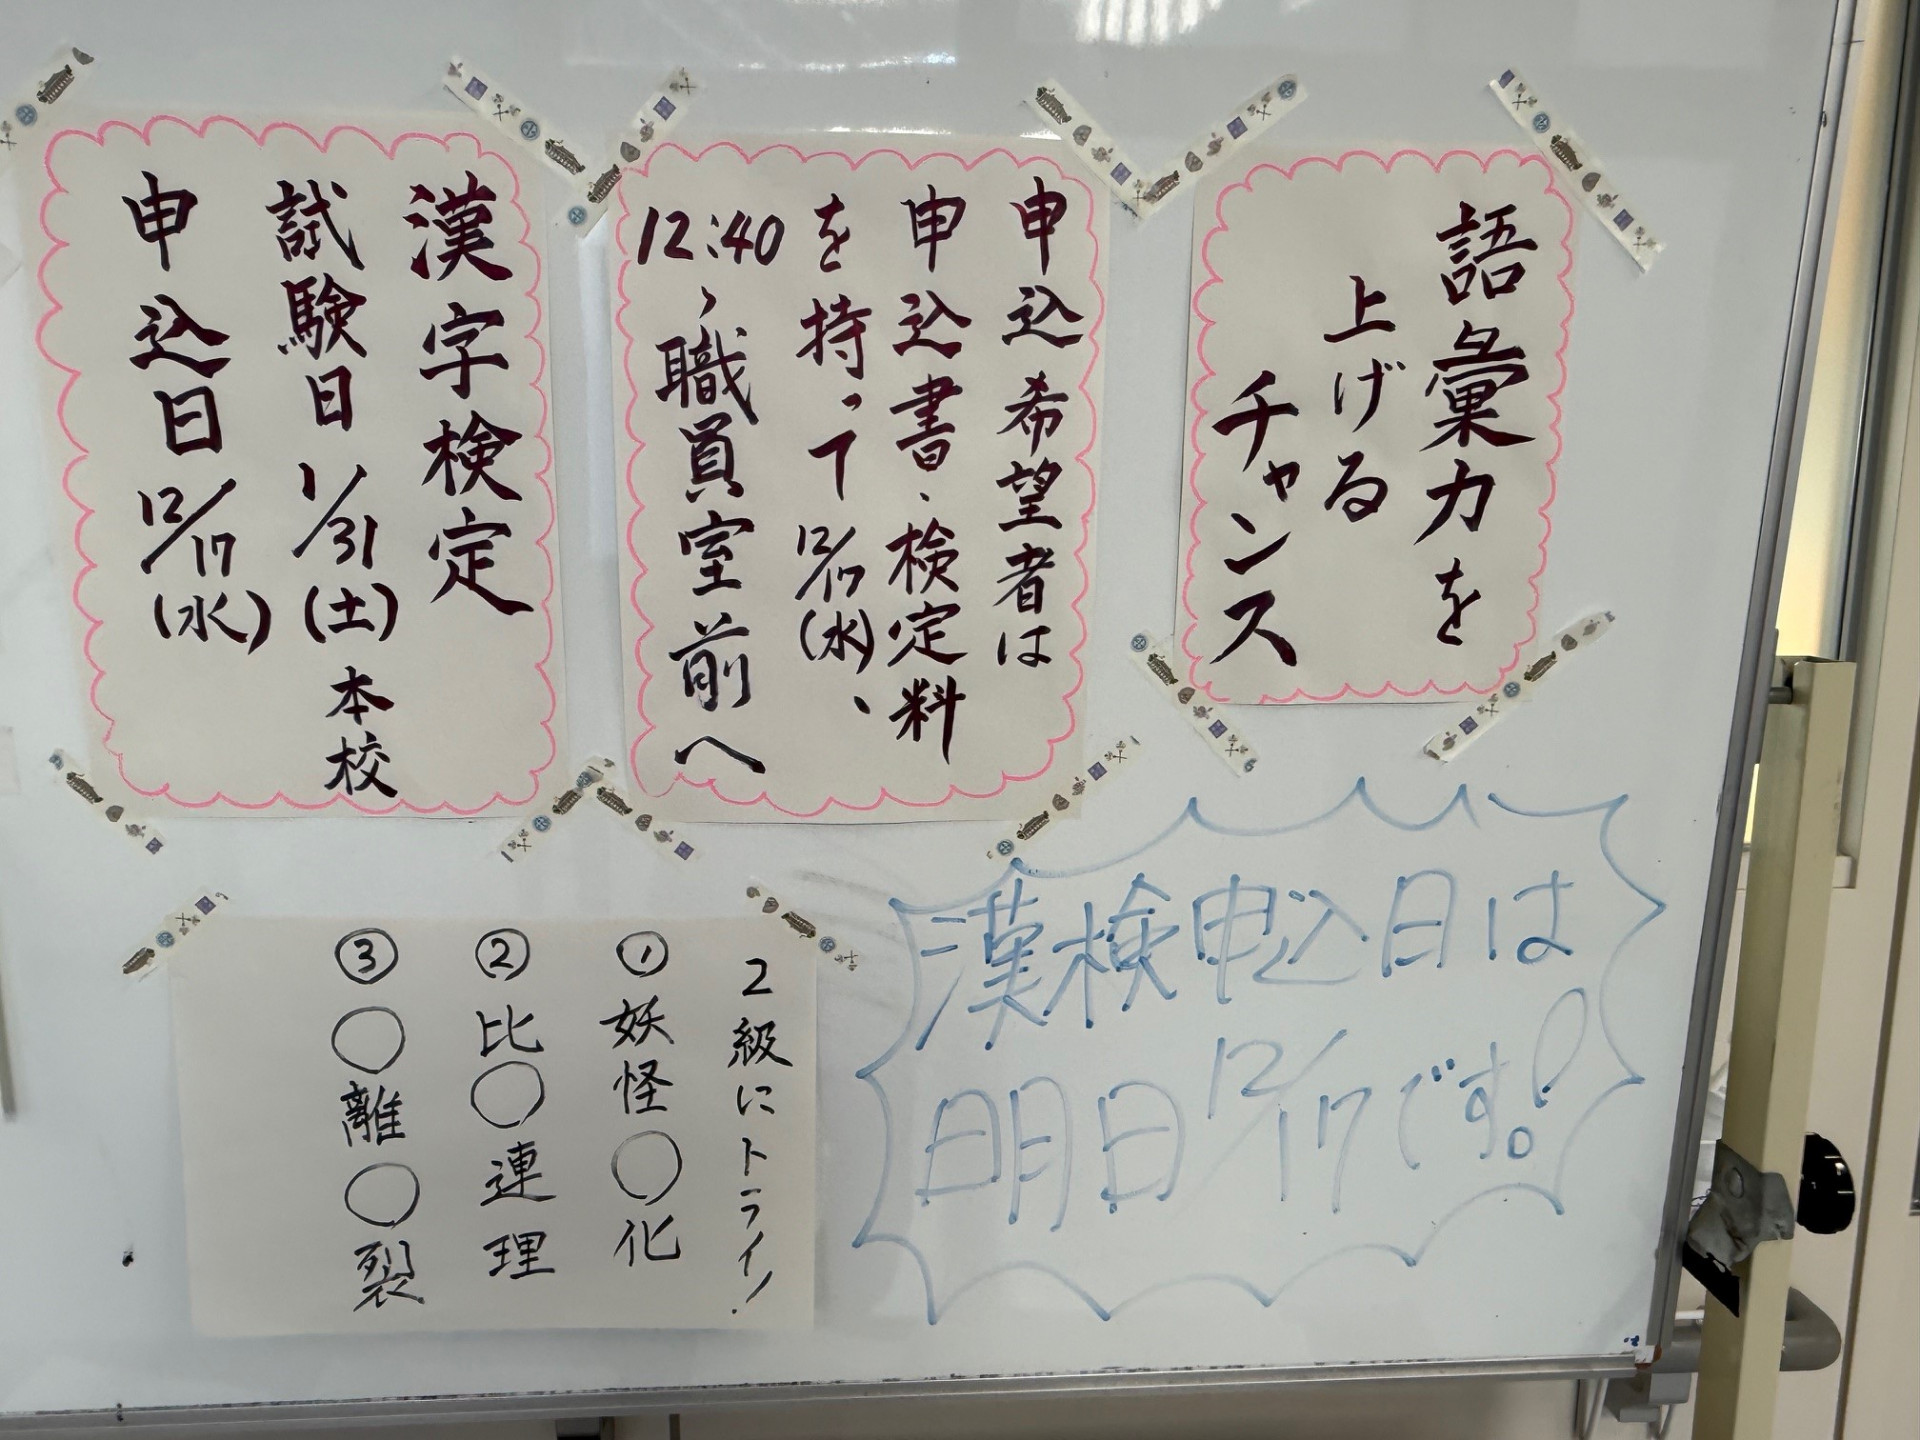 語彙力を
上げる
チャンス
申込希望者は
申込書、検定料
を持って12/17(水)、
12:40〜職員室前へ
漢字検定
試験日 1/31(土) 本校
申込日 12/17(水)
2級にトライ!
①妖怪○化
②比○連理
③○離○裂
漢検申込日は
明日12/17です。!